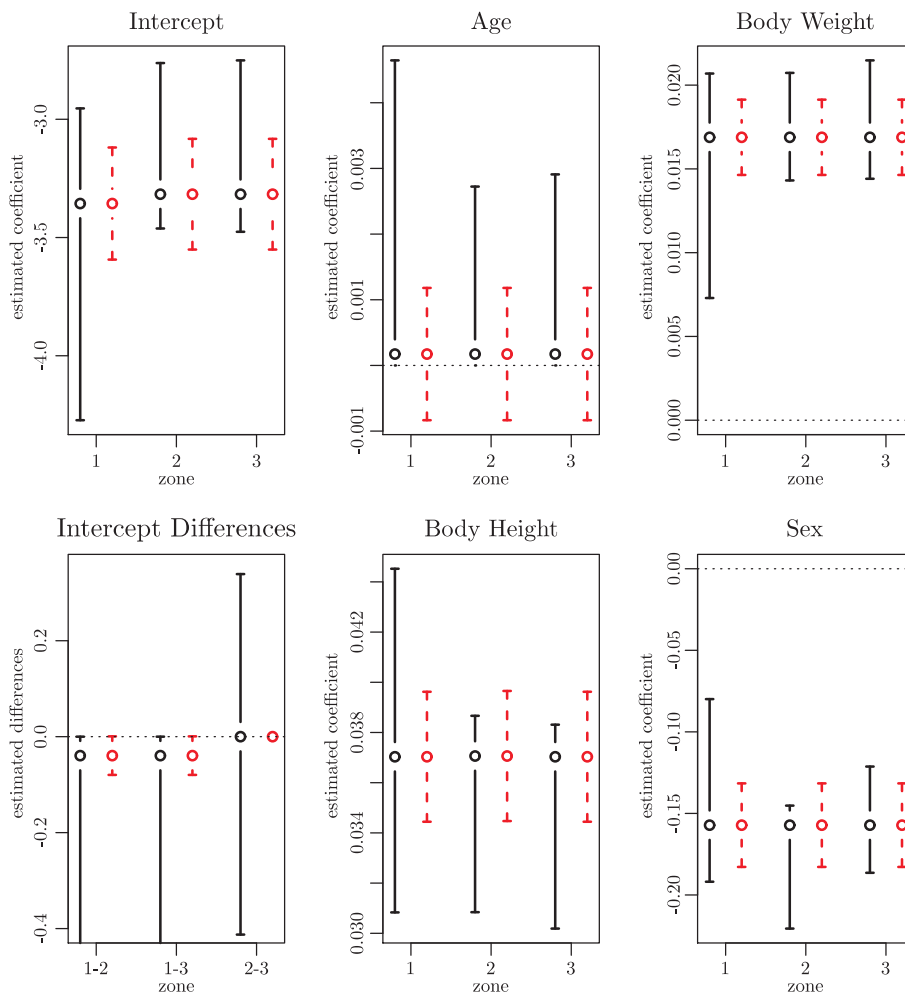 Intercept
estimated coefficient
-3.0
-3.5
-4.0
1 2 3
zone
Age
estimated coefficient
0.003
0.001
-0.001
1 2 3
zone
Body Weight
estimated coefficient
0.020
0.015
0.010
0.005
0.000
1 2 3
zone
Intercept Differences
estimated differences
0.2
0.0
-0.2
-0.4
1-2 1-3 2-3
zone
Body Height
estimated coefficient
0.042
0.038
0.034
0.030
1 2 3
zone
Sex
estimated coefficient
0.00
-0.05
-0.10
-0.15
-0.20
1 2 3
zone